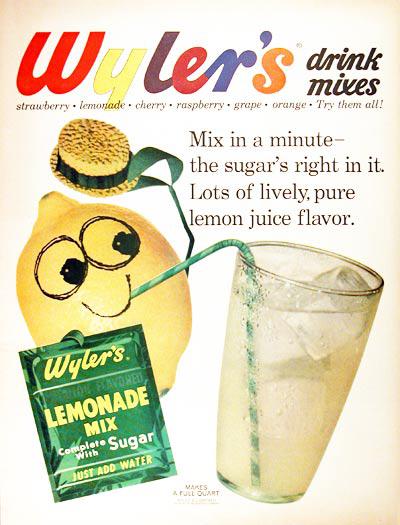 Wyler's® drink mixes
strawberry • lemonade • cherry • raspberry • grape • orange • Try them all!
Mix in a minute–
the sugar's right in it.
Lots of lively, pure
lemon juice flavor.
Wyler's®
IMITATION FLAVORED
LEMONADE
MIX
Complete With Sugar
JUST ADD WATER
MAKES
A FULL QUART